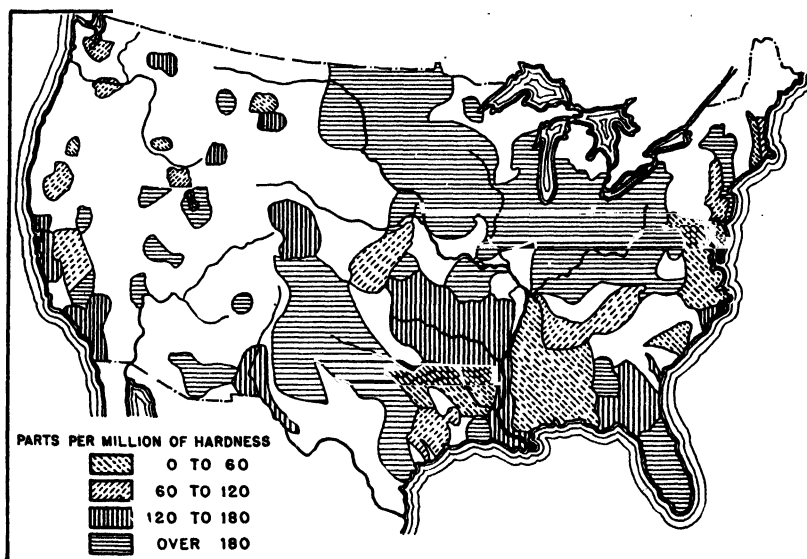 PARTS PER MILLION OF HARDNESS
0 TO 60
60 TO 120
120 TO 180
OVER 180